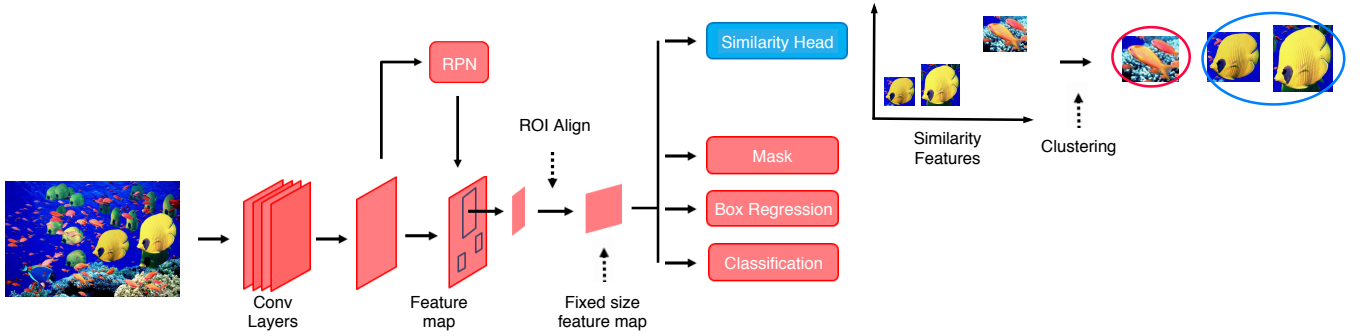 Similarity Head
RPN
ROI Align
Similarity
Features
Clustering
Mask
Box Regression
Classification
Conv
Layers
Feature
map
Fixed size
feature map